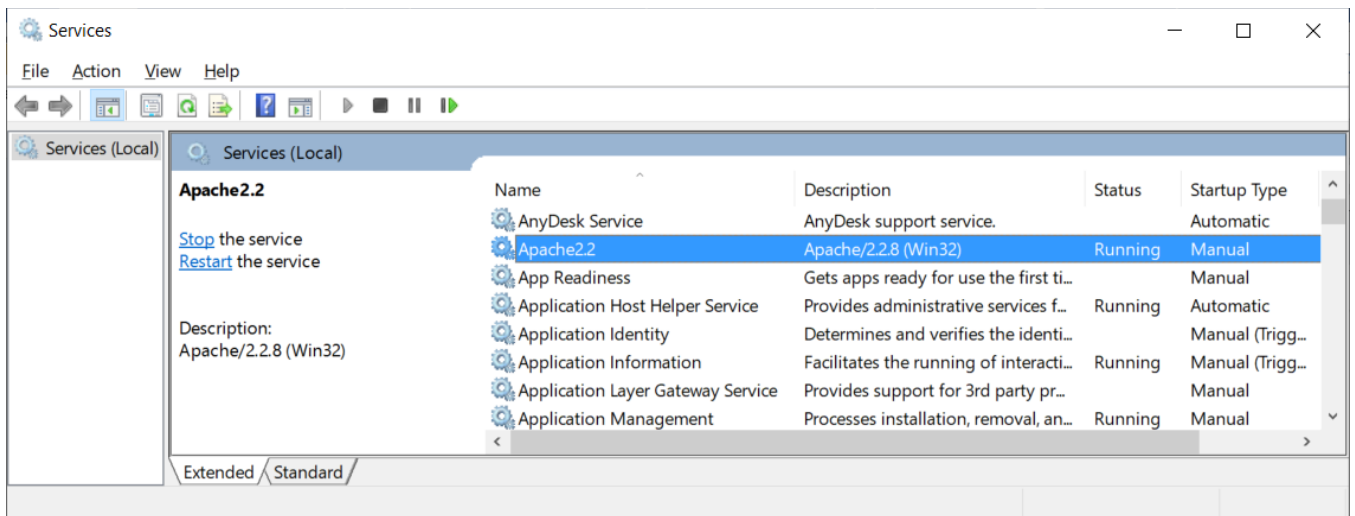 Services
File Action View Help
Services (Local)
Services (Local)
Apache2.2
Stop the service
Restart the service
Description:
Apache/2.2.8 (Win32)
Name Description Status Startup Type
AnyDesk Service AnyDesk support service. Automatic
Apache2.2 Apache/2.2.8 (Win32) Running Manual
App Readiness Gets apps ready for use the first ti... Manual
Application Host Helper Service Provides administrative services f... Running Automatic
Application Identity Determines and verifies the identi... Manual (Trigg...
Application Information Facilitates the running of interacti... Running Manual (Trigg...
Application Layer Gateway Service Provides support for 3rd party pr... Manual
Application Management Processes installation, removal, an... Running Manual
Extended Standard